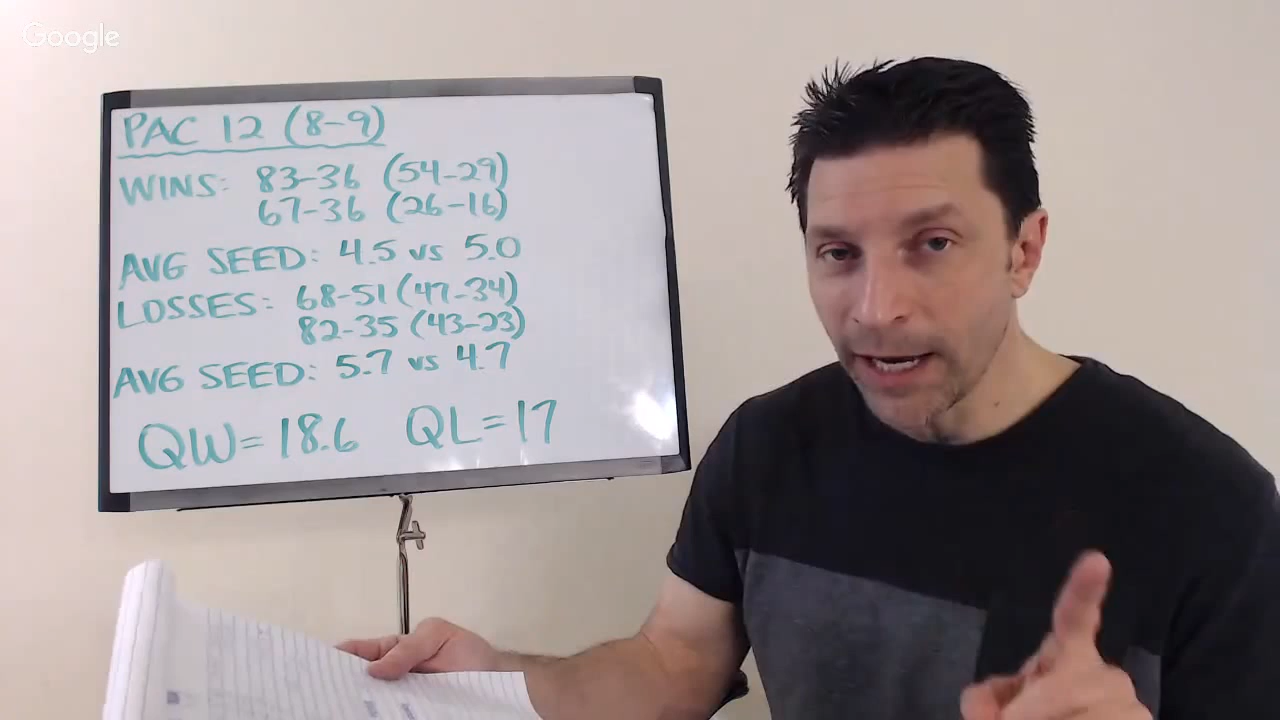 Google
PAC 12 (8-9)
WINS: 83-36 (54-29)
67-36 (26-16)
AVG SEED: 4.5 vs 5.0
LOSSES: 68-51 (47-34)
82-35 (43-23)
AVG SEED: 5.7 vs 4.7
QW= 18.6 QL=17